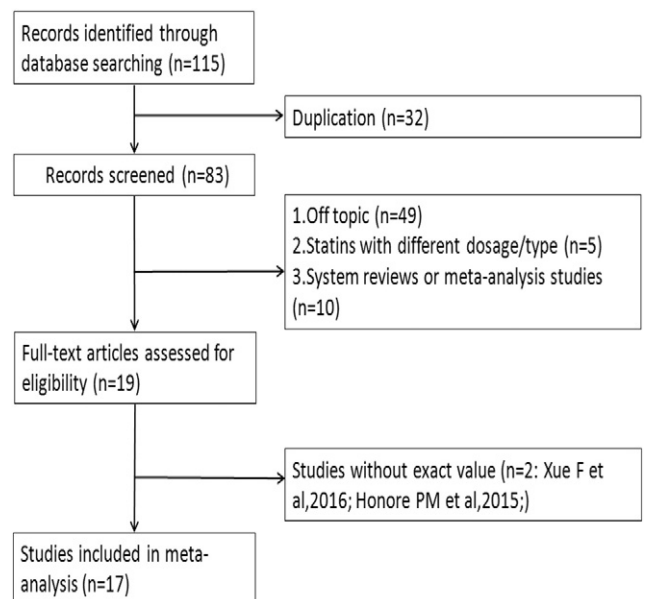 Records identified through
database searching (n=115)
Duplication (n=32)
Records screened (n=83)
1.Off topic (n=49)
2.Statins with different dosage/type (n=5)
3.System reviews or meta-analysis studies
(n=10)
Full-text articles assessed for
eligibility (n=19)
Studies without exact value (n=2: Xue F et
al,2016; Honore PM et al,2015;)
Studies included in meta-
analysis (n=17)